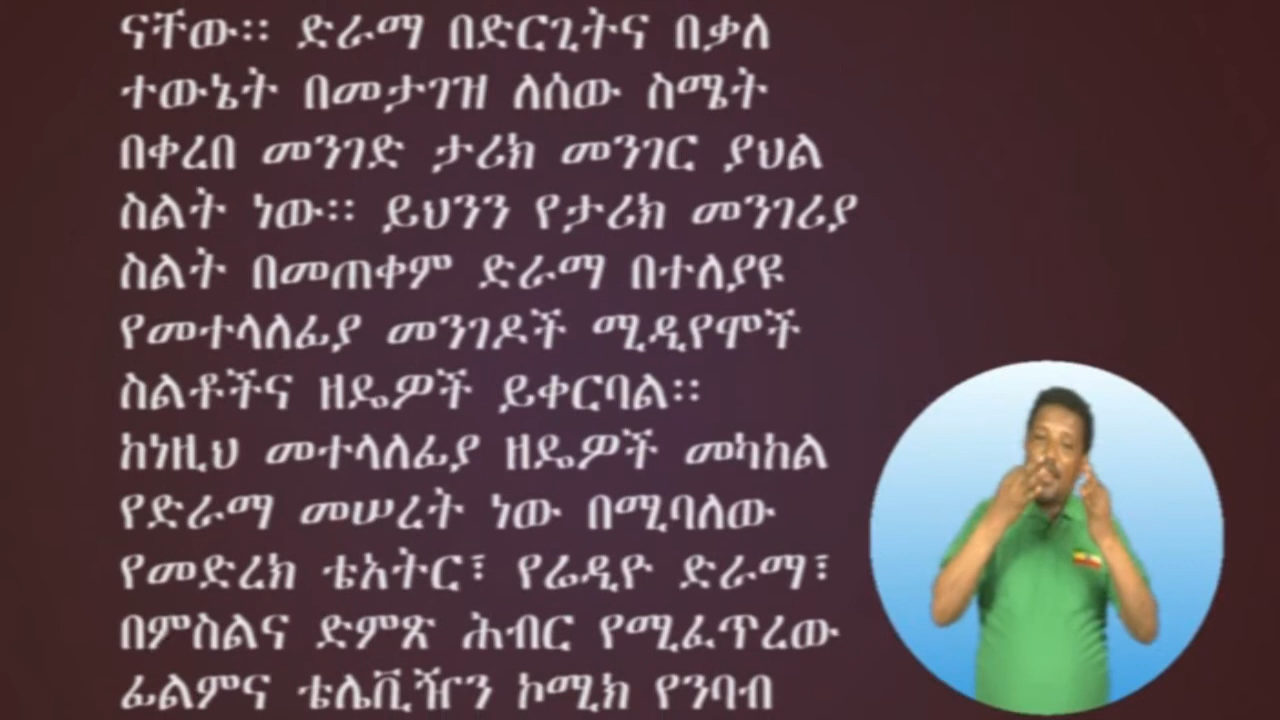 ናቸው፡፡ ድራማ በድርጊትና በቃለ
ተውኔት በመታገዝ ለሰው ስሜት
በቀረበ መንገድ ታሪክ መንገር ያህል
ስልት ነው፡፡ ይህንን የታሪክ መንገሪያ
ስልት በመጠቀም ድራማ በተለያዩ
የመተላለፊያ መንገዶች ሚዲየሞች
ስልቶችና ዘዴዎች ይቀርባል፡፡
ከነዚህ መተላለፊያ ዘዴዎች መካከል
የድራማ መሠረት ነው በሚባለው
የመድረክ ቴአትር፣ የሬዲዮ ድራማ፣
በምስልና ድምጽ ሕብር የሚፈጥረው
ፊልምና ቴሌቪዥን ኮሚክ የንባብ